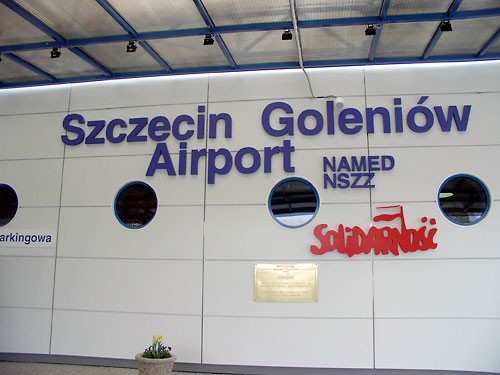 Szczecin Goleniów
Airport
NAMED
NSZZ
SOLIDARNOŚĆ
arkingowa